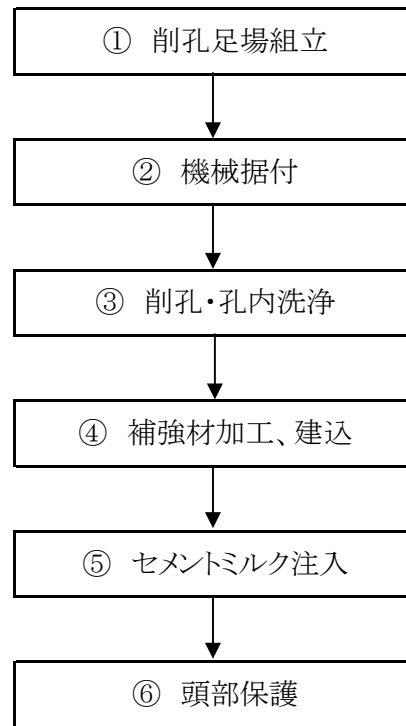 ① 削孔足場組立
② 機械据付
③ 削孔・孔内洗浄
④ 補強材加工、建込
⑤ セメントミルク注入
⑥ 頭部保護